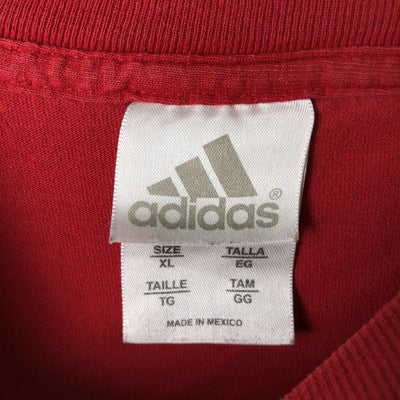 adidas®
SIZE TALLA
XL EG
TAILLE TAM
TG GG
MADE IN MEXICO